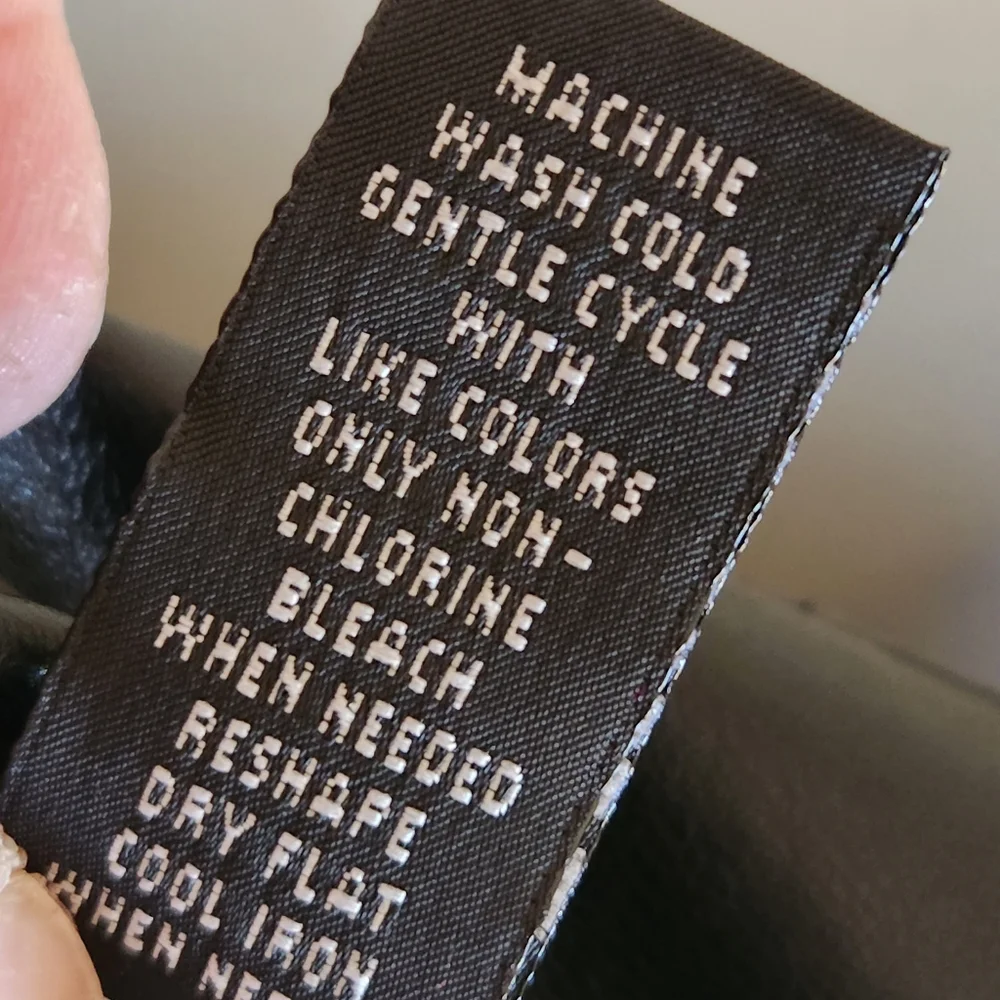 MACHINE
WASH COLD
GENTLE CYCLE
WITH
LIKE COLORS
ONLY NON-
CHLORINE
BLEACH
WHEN NEEDED
RESHAPE
DRY FLAT
COOL IRON
WHEN